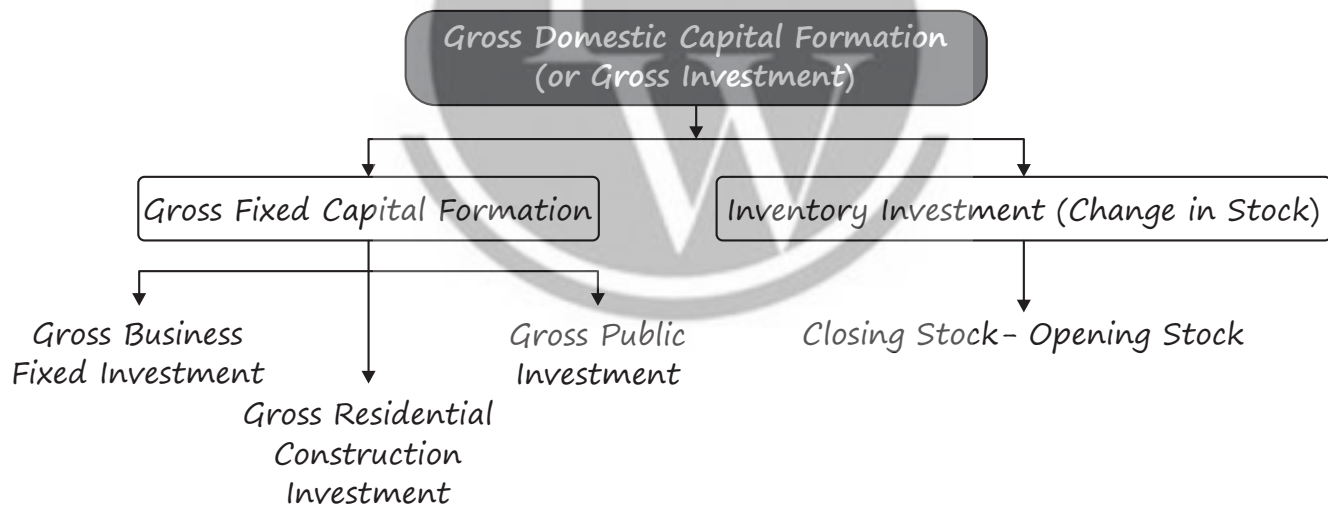 Gross Domestic Capital Formation
(or Gross Investment)
Gross Fixed Capital Formation
Inventory Investment (Change in Stock)
Gross Business
Fixed Investment
Gross Residential
Construction
Investment
Gross Public
Investment
Closing Stock- Opening Stock